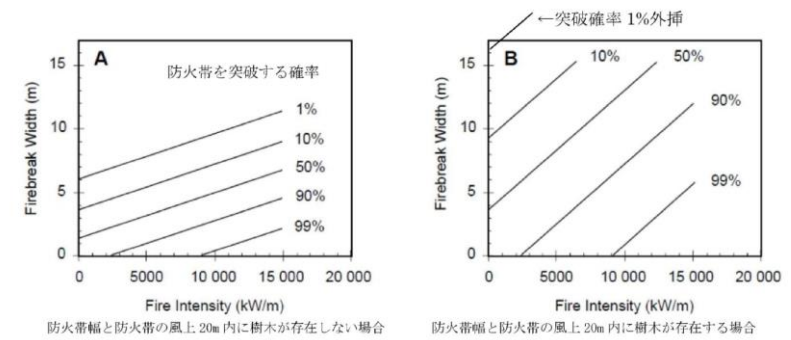 ←突破確率 1%外挿
A
防火帯を突破する確率
1%
10%
50%
90%
99%
Firebreak Width (m)
15
10
5
0
0
5000
10 000
15 000
20 000
Fire Intensity (kW/m)
防火帯幅と防火帯の風上 20m 内に樹木が存在しない場合
B
10%
50%
90%
99%
Firebreak Width (m)
15
10
5
0
0
5000
10 000
15 000
20 000
Fire Intensity (kW/m)
防火帯幅と防火帯の風上 20m 内に樹木が存在する場合